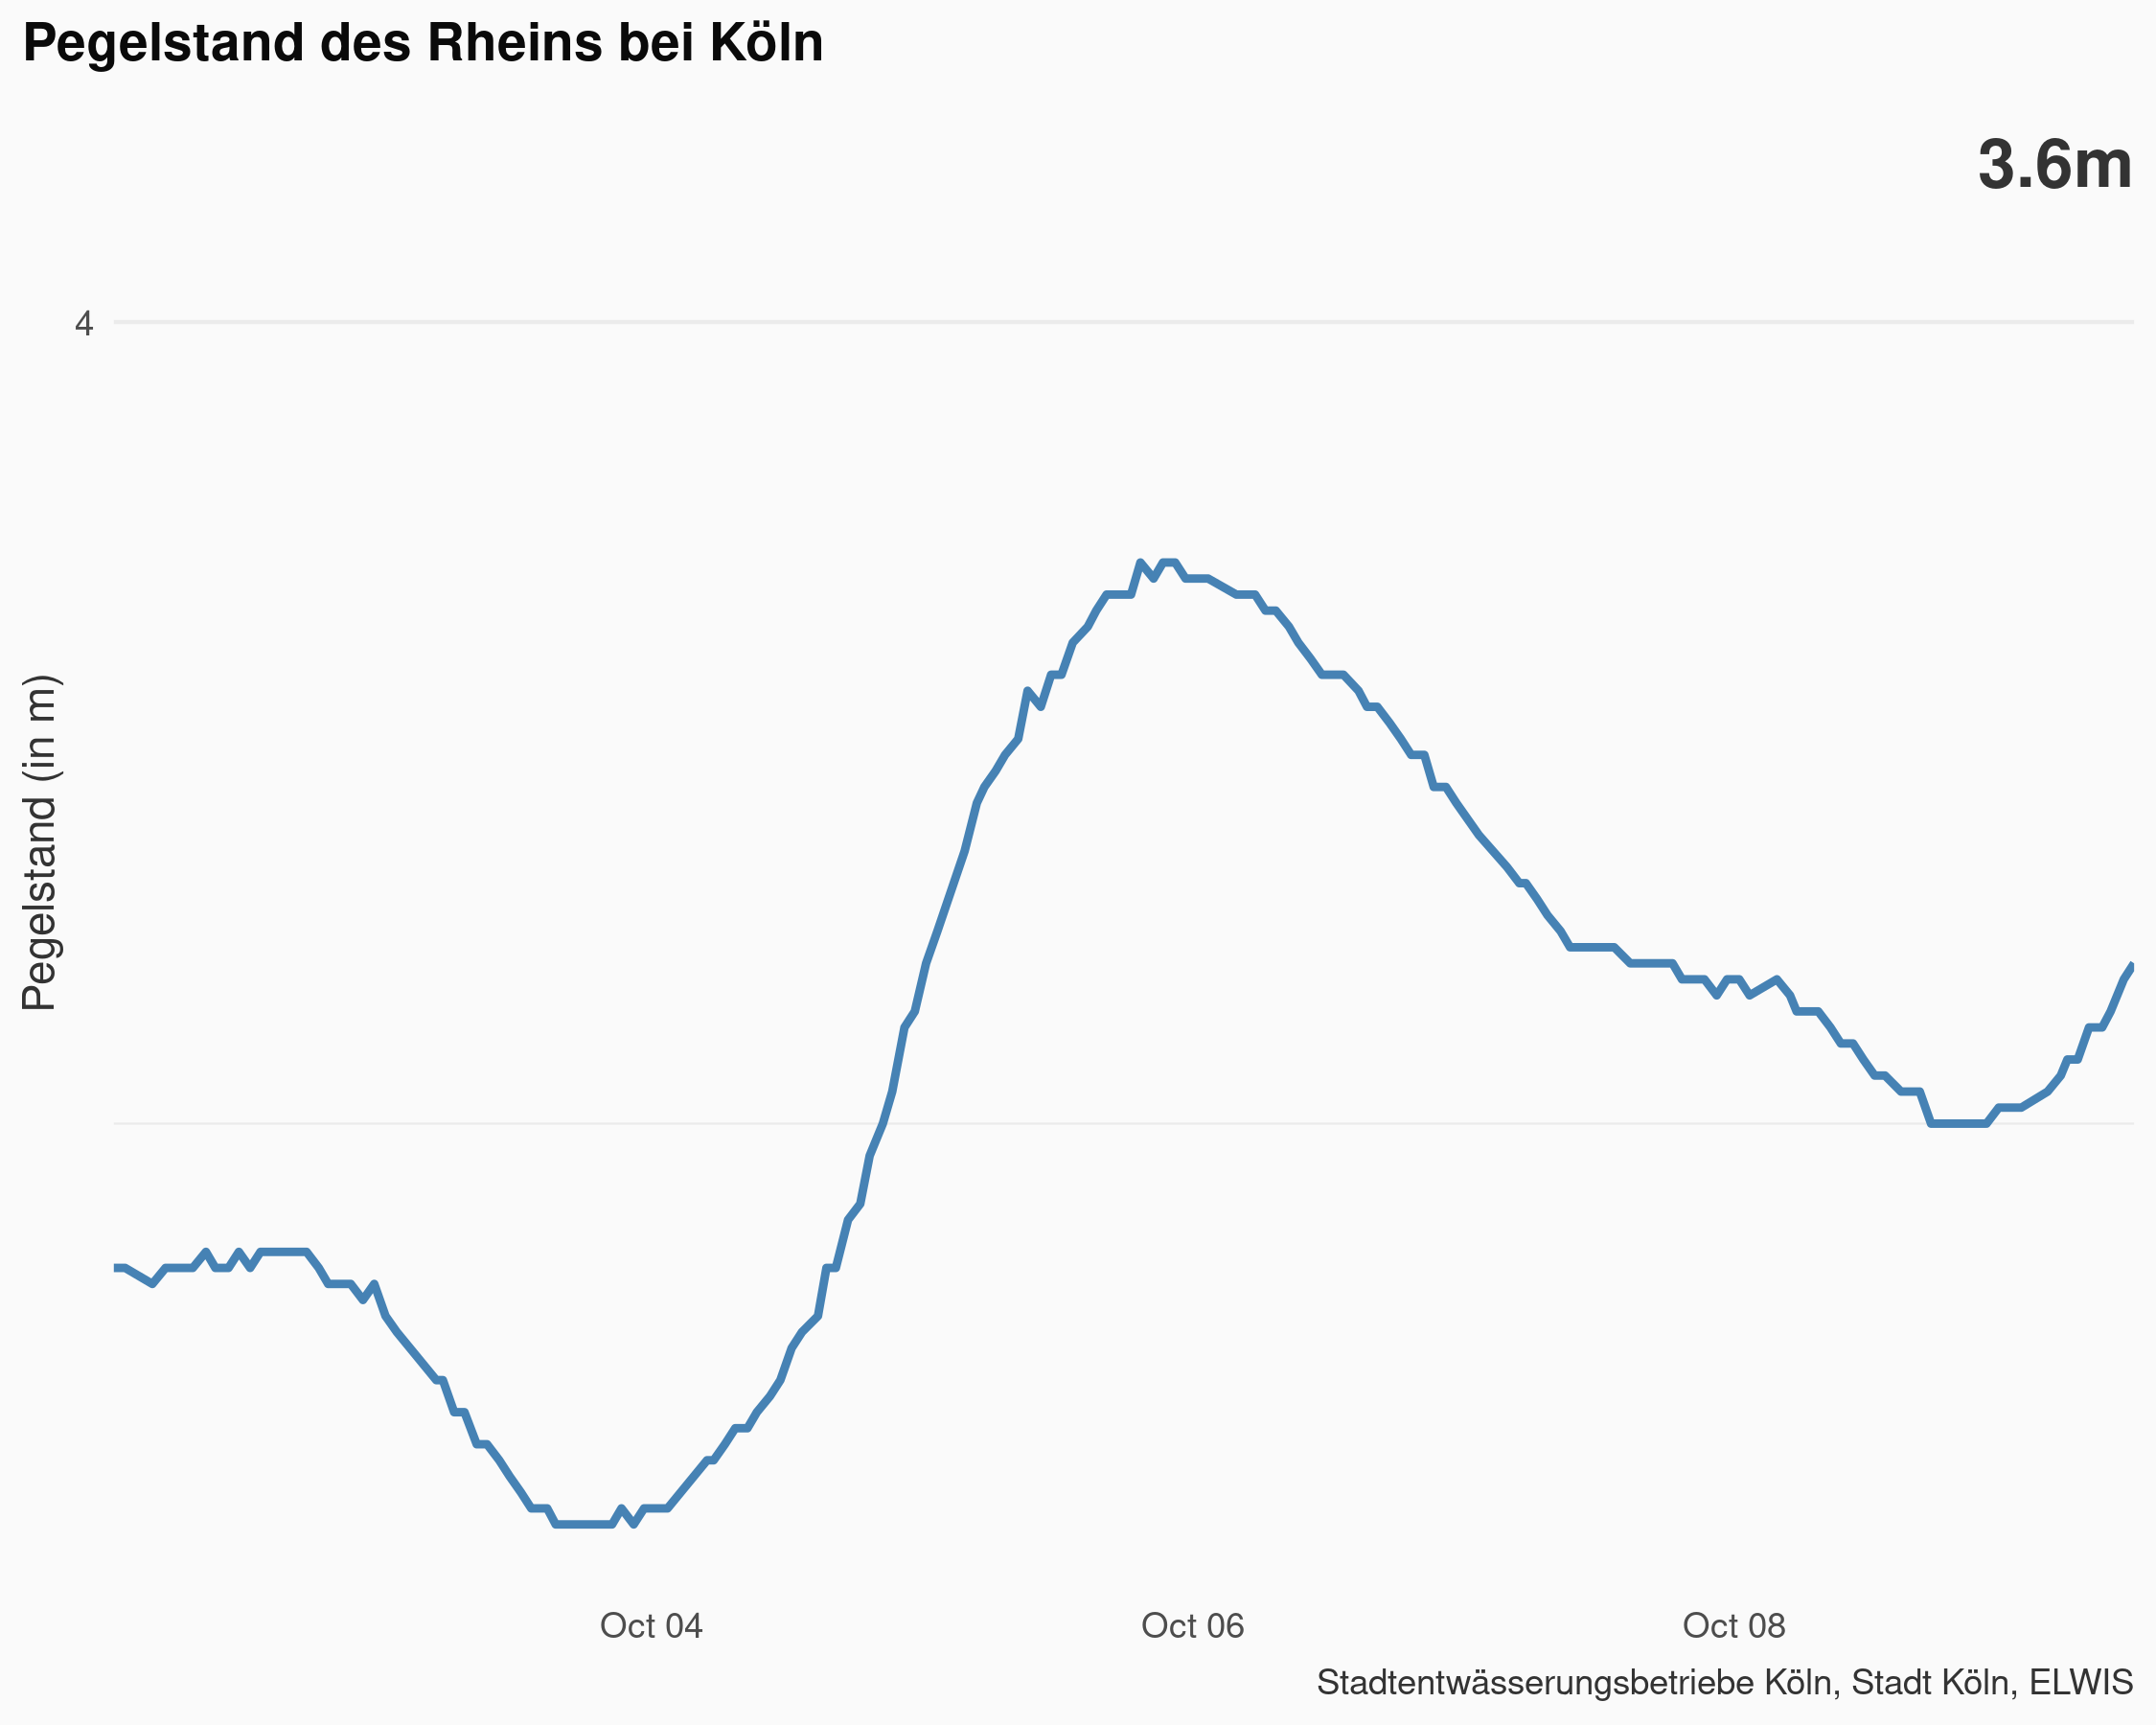 Pegelstand des Rheins bei Köln
3.6m
4
Pegelstand (in m)
Oct 04
Oct 06
Oct 08
Stadtentwässerungsbetriebe Köln, Stadt Köln, ELWIS